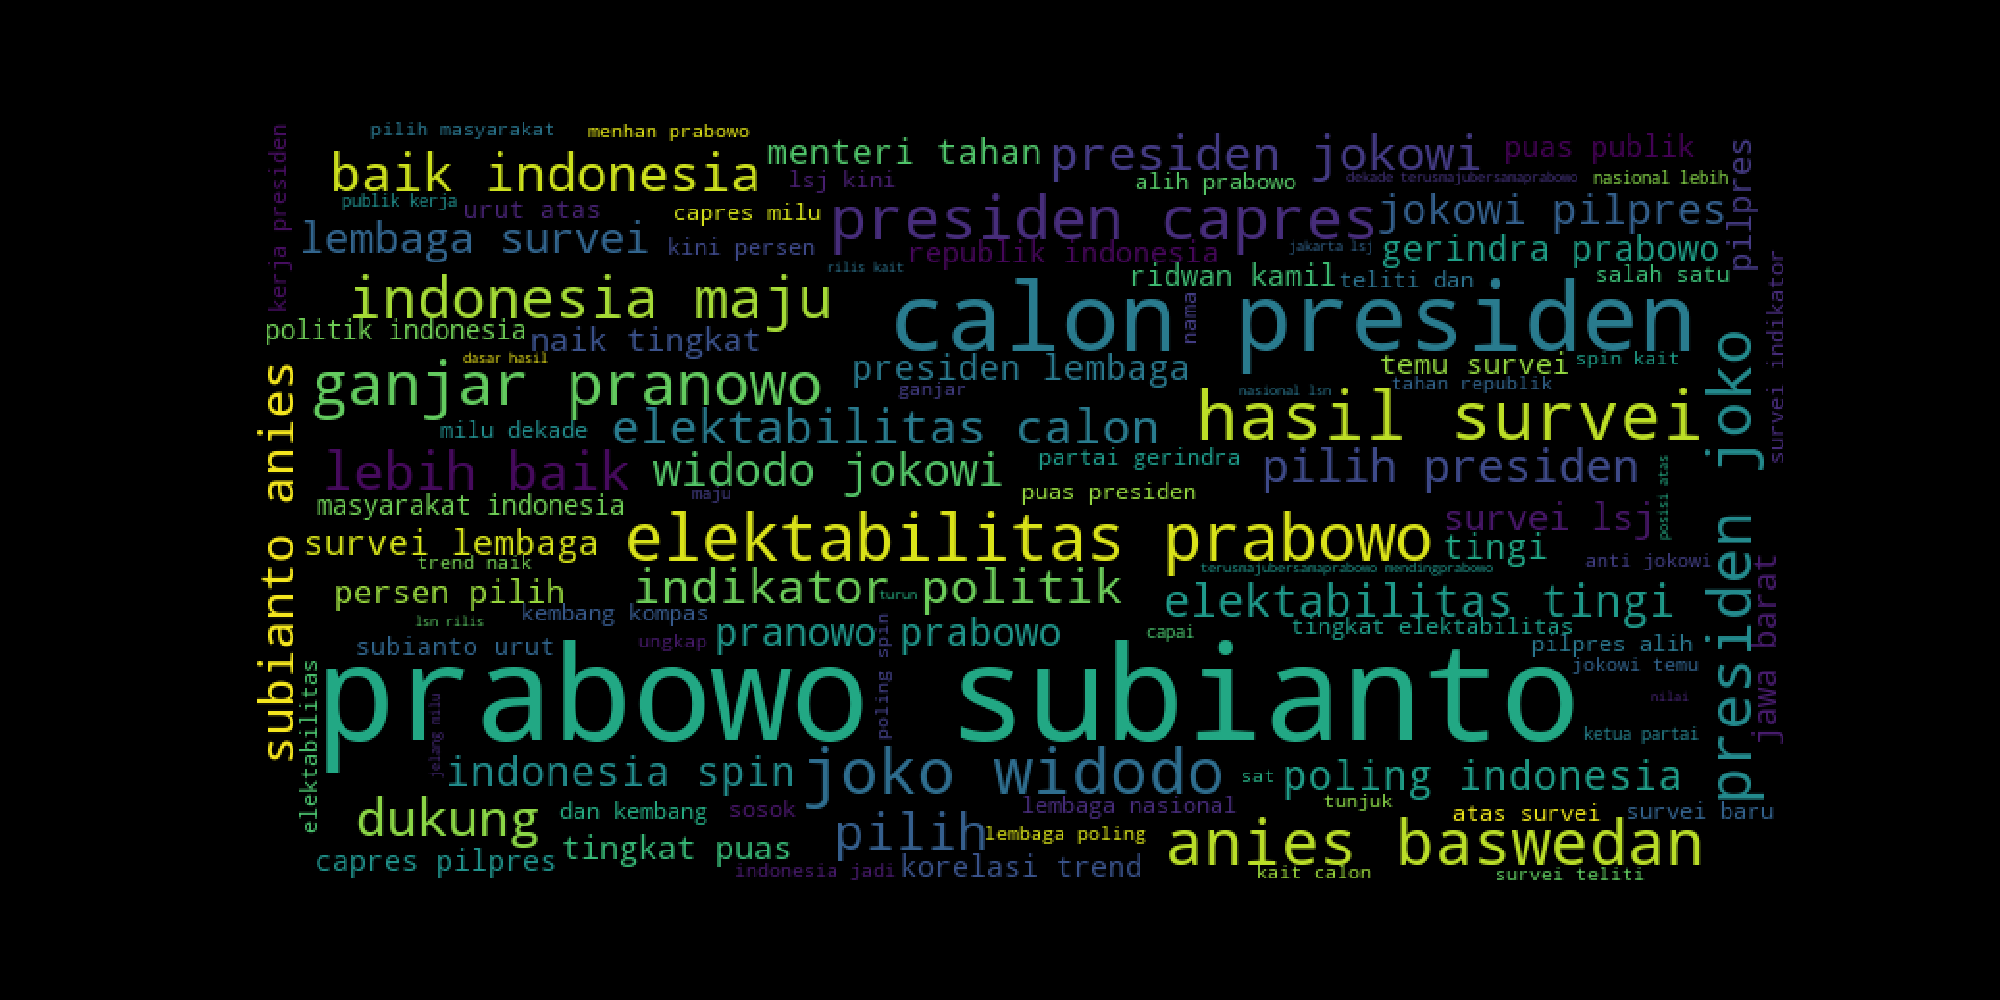 pilih masyarakat
menhan prabowo
kerja presiden
baik indonesia
menteri tahan
presiden jokowi
puas publik
pilpres
lsj kini
alih prabowo
dekade terusmajubersamaprabowo
nasional lebih
publik kerja
urut atas
capres milu
presiden capres
jokowi pilpres
lembaga survei
kini persen
republik indonesia
jakarta lsj
gerindra prabowo
rilis kait
ridwan kamil
teliti dan
salah satu
survei indikator
indonesia maju
calon presiden
nama
politik indonesia
naik tingkat
dasar hasil
presiden lembaga
temu survei
spin kait
presiden joko
subianto anies
ganjar pranowo
ganjar
nasional lsn
tahan republik
hasil survei
milu dekade
elektabilitas calon
lebih baik
widodo jokowi
partai gerindra
pilih presiden
posisi atas
maju
puas presiden
masyarakat indonesia
survei lembaga
elektabilitas prabowo
survei lsj
tingi
trend naik
anti jokowi
terusmajubersamaprabowo mendingprabowo
jawa barat
persen pilih
indikator politik
turun
elektabilitas tingi
lsn rilis
kembang kompas
pranowo prabowo
poling spin
capai
tingkat elektabilitas
subianto urut
ungkap
pilpres alih
jokowi temu
elektabilitas
prabowo subianto
jelang milu
nilai
ketua partai
indonesia spin
joko widodo
sat
poling indonesia
dukung
dan kembang
sosok
lembaga nasional
tunjuk
atas survei
survei baru
pilih
lembaga poling
anies baswedan
capres pilpres
tingkat puas
indonesia jadi
korelasi trend
kait calon
survei teliti